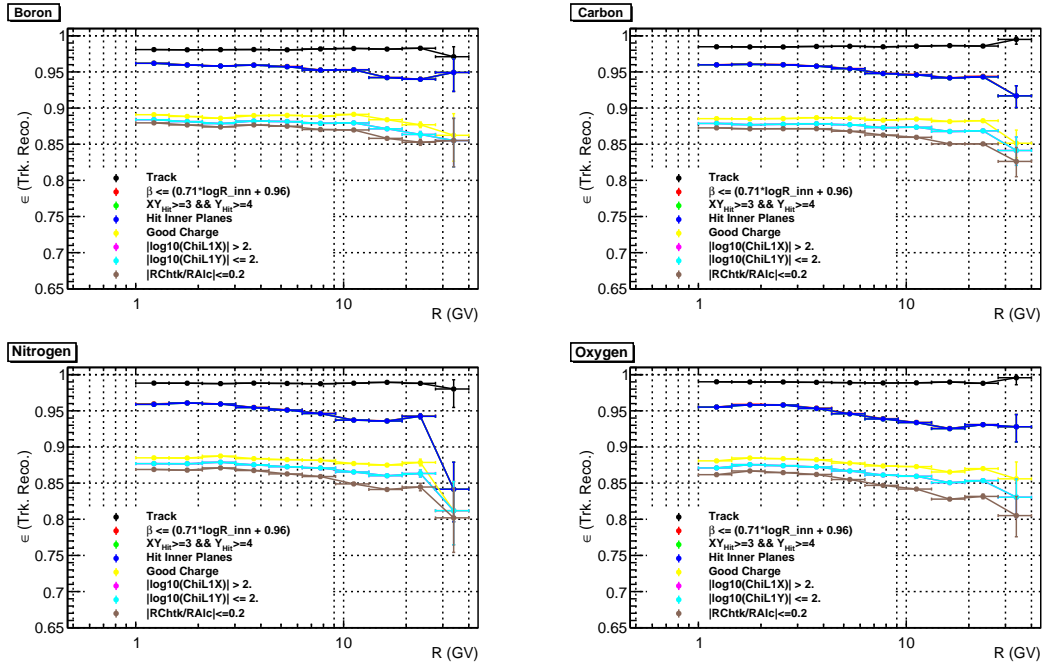 Boron
∈ (Trk. Reco.)
1
0.95
0.9
0.85
0.8
0.75
0.7
0.65
Track
β <= (0.71*logR_inn + 0.96)
XY_Hit>=3 && Y_Hit>=4
Hit Inner Planes
Good Charge
|log10(ChiL1X)| > 2.
|log10(ChiL1Y)| <= 2.
|RChtk/RAlc|<=0.2
1
10
R (GV)
Carbon
∈ (Trk. Reco.)
1
0.95
0.9
0.85
0.8
0.75
0.7
0.65
Track
β <= (0.71*logR_inn + 0.96)
XY_Hit>=3 && Y_Hit>=4
Hit Inner Planes
Good Charge
|log10(ChiL1X)| > 2.
|log10(ChiL1Y)| <= 2.
|RChtk/RAlc|<=0.2
1
10
R (GV)
Nitrogen
∈ (Trk. Reco.)
1
0.95
0.9
0.85
0.8
0.75
0.7
0.65
Track
β <= (0.71*logR_inn + 0.96)
XY_Hit>=3 && Y_Hit>=4
Hit Inner Planes
Good Charge
|log10(ChiL1X)| > 2.
|log10(ChiL1Y)| <= 2.
|RChtk/RAlc|<=0.2
1
10
R (GV)
Oxygen
∈ (Trk. Reco.)
1
0.95
0.9
0.85
0.8
0.75
0.7
0.65
Track
β <= (0.71*logR_inn + 0.96)
XY_Hit>=3 && Y_Hit>=4
Hit Inner Planes
Good Charge
|log10(ChiL1X)| > 2.
|log10(ChiL1Y)| <= 2.
|RChtk/RAlc|<=0.2
1
10
R (GV)